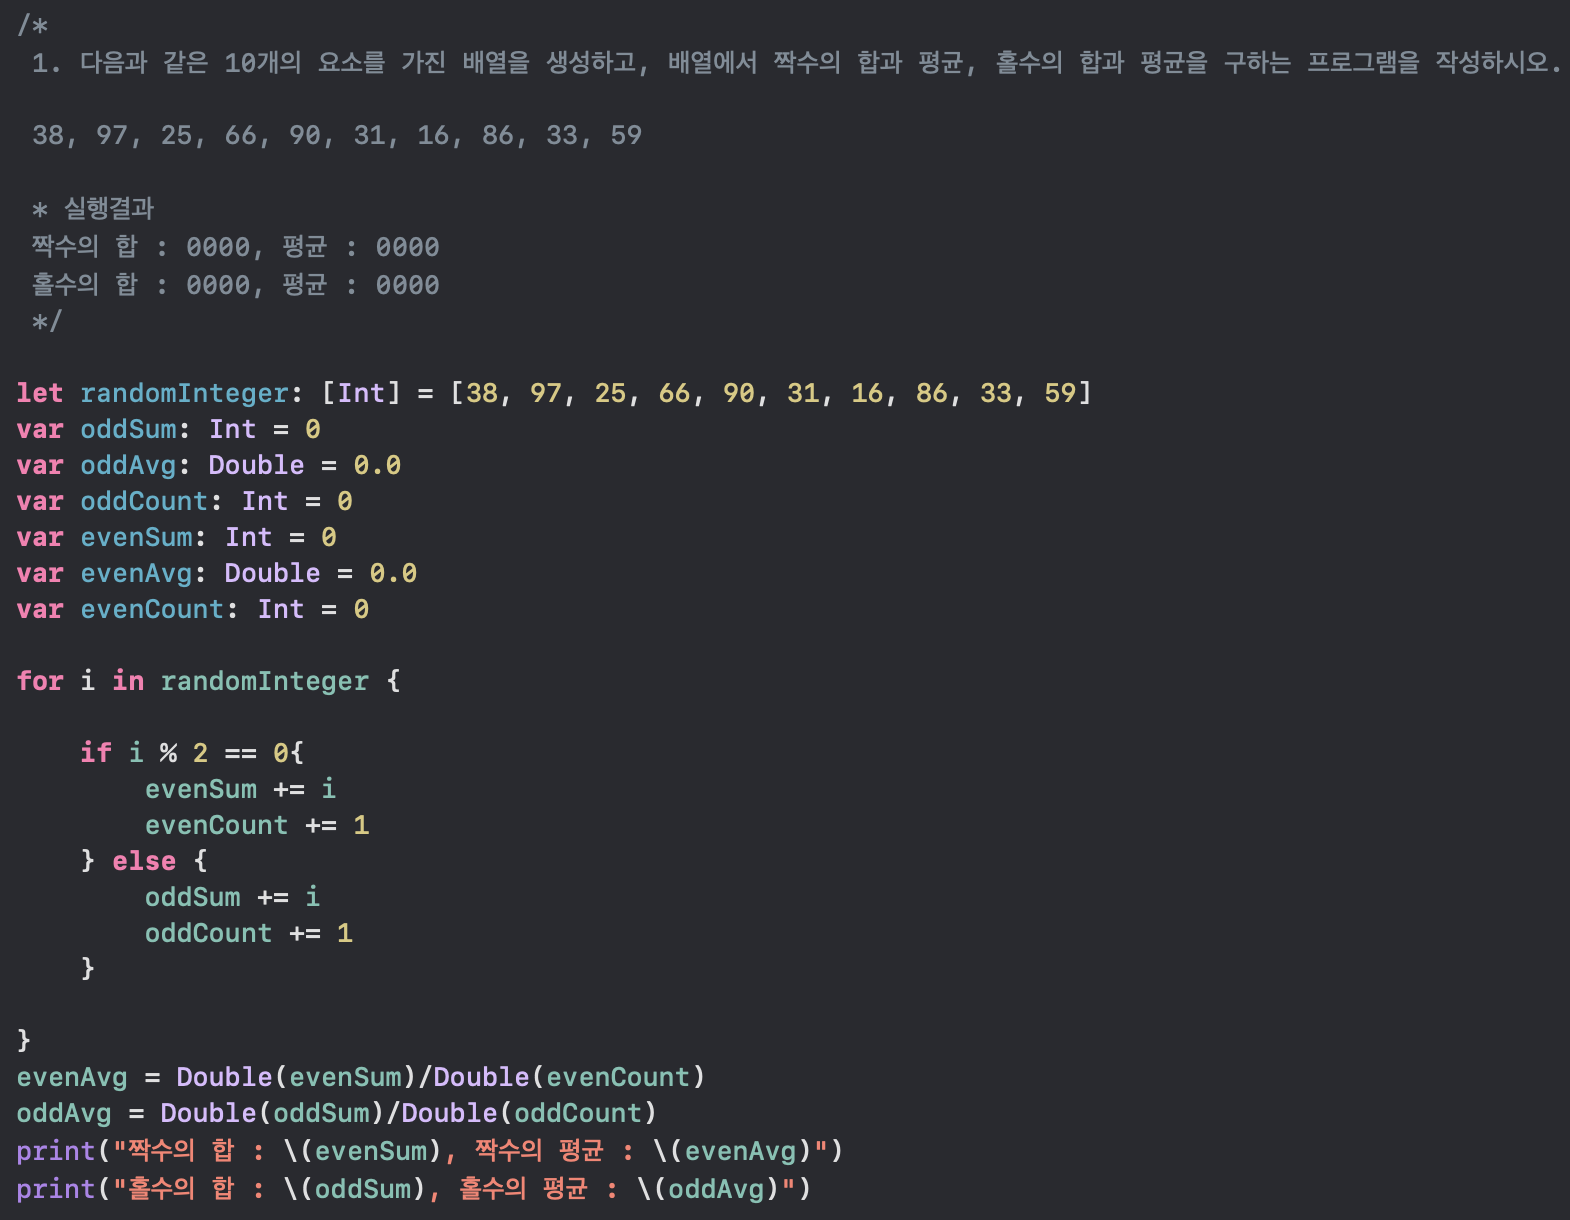 /*
1. 다음과 같은 10개의 요소를 가진 배열을 생성하고, 배열에서 짝수의 합과 평균, 홀수의 합과 평균을 구하는 프로그램을 작성하시오.
38, 97, 25, 66, 90, 31, 16, 86, 33, 59
* 실행결과
짝수의 합 : 0000, 평균 : 0000
홀수의 합 : 0000, 평균 : 0000
*/
let randomInteger: [Int] = [38, 97, 25, 66, 90, 31, 16, 86, 33, 59]
var oddSum: Int = 0
var oddAvg: Double = 0.0
var oddCount: Int = 0
var evenSum: Int = 0
var evenAvg: Double = 0.0
var evenCount: Int = 0
for i in randomInteger {
if i % 2 == 0{
evenSum += i
evenCount += 1
} else {
oddSum += i
oddCount += 1
}
}
evenAvg = Double(evenSum)/Double(evenCount)
oddAvg = Double(oddSum)/Double(oddCount)
print("짝수의 합 : \(evenSum), 짝수의 평균 : \(evenAvg)")
print("홀수의 합 : \(oddSum), 홀수의 평균 : \(oddAvg)")